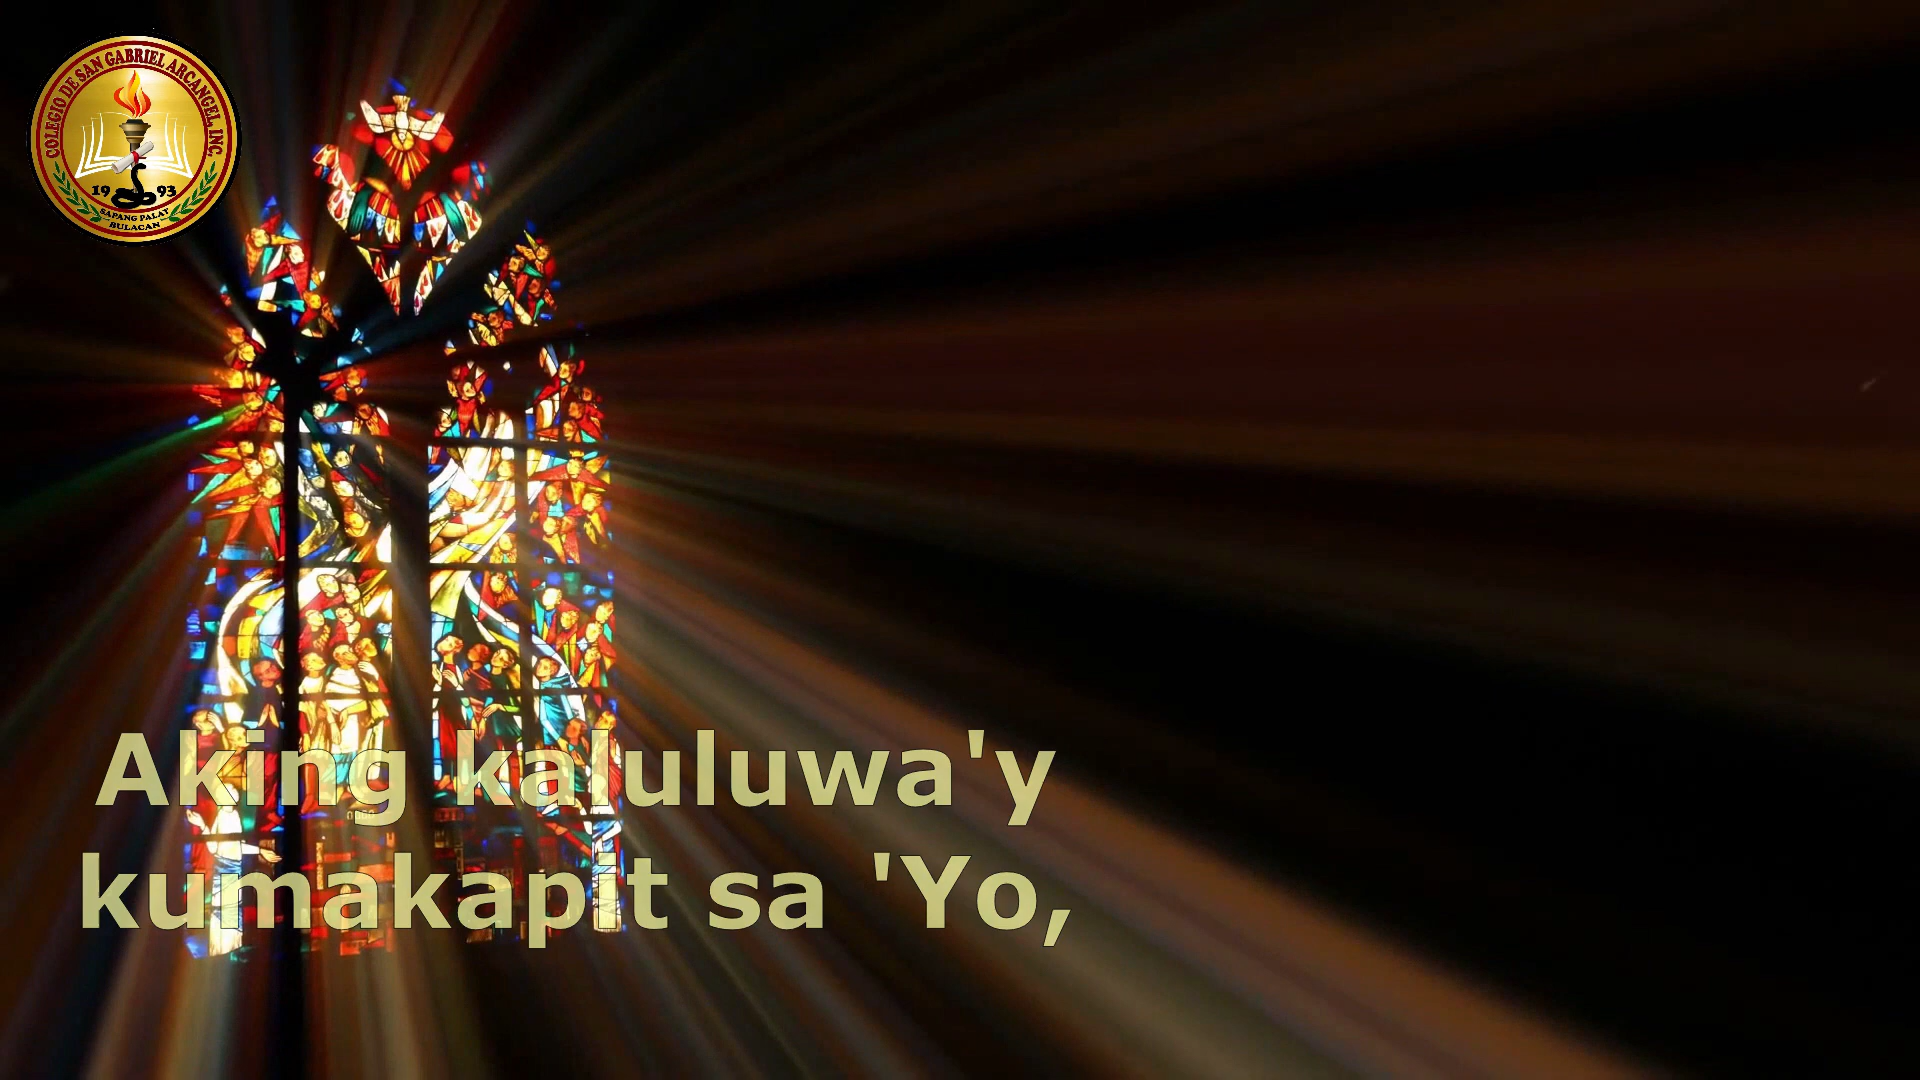 COLEGIO DE SAN GABRIEL ARCANGEL, INC.
19 93
SAPANG PALAY
BULACAN
Aking kaluluwa'y
kumakapit sa 'Yo,